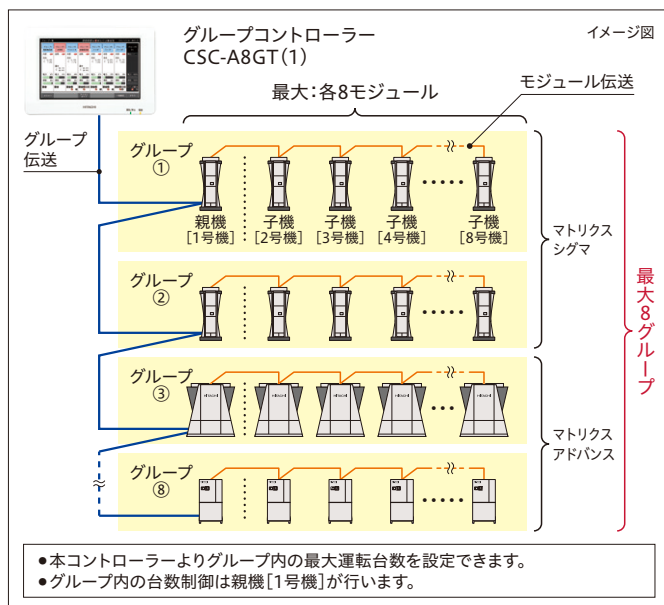 グループコントローラー
CSC-A8GT(1)
イメージ図
最大：各8モジュール
モジュール伝送
グループ
伝送
グループ
①
親機
[1号機]
子機
[2号機]
子機
[3号機]
子機
[4号機]
子機
[8号機]
マトリクス
シグマ
グループ
②
グループ
③
マトリクス
アドバンス
グループ
⑧
最大8グループ
●本コントローラーよりグループ内の最大運転台数を設定できます。
●グループ内の台数制御は親機[1号機]が行います。